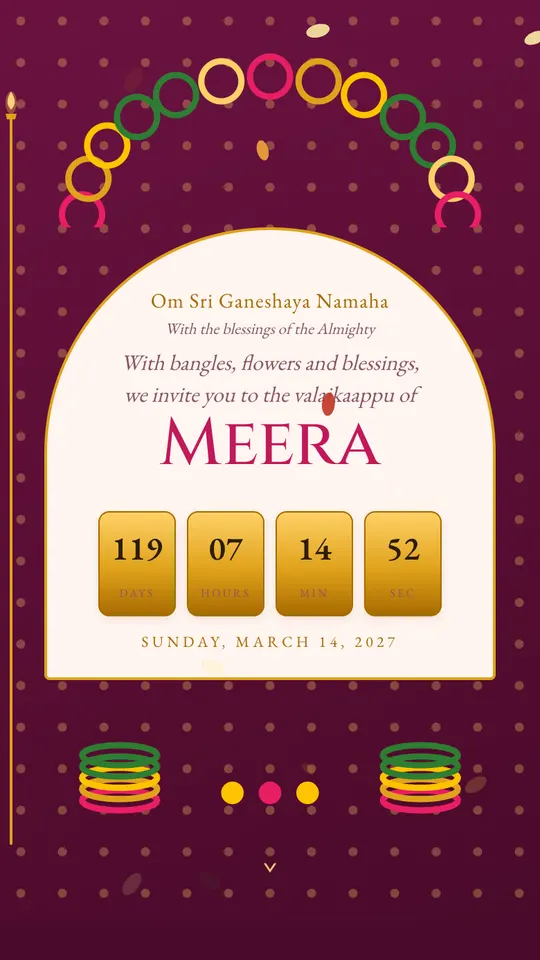 Om Sri Ganeshaya Namaha
With the blessings of the Almighty
With bangles, flowers and blessings,
we invite you to the valaikaappu of
MEERA
119 07 14 52
DAYS HOURS MIN SEC
SUNDAY, MARCH 14, 2027